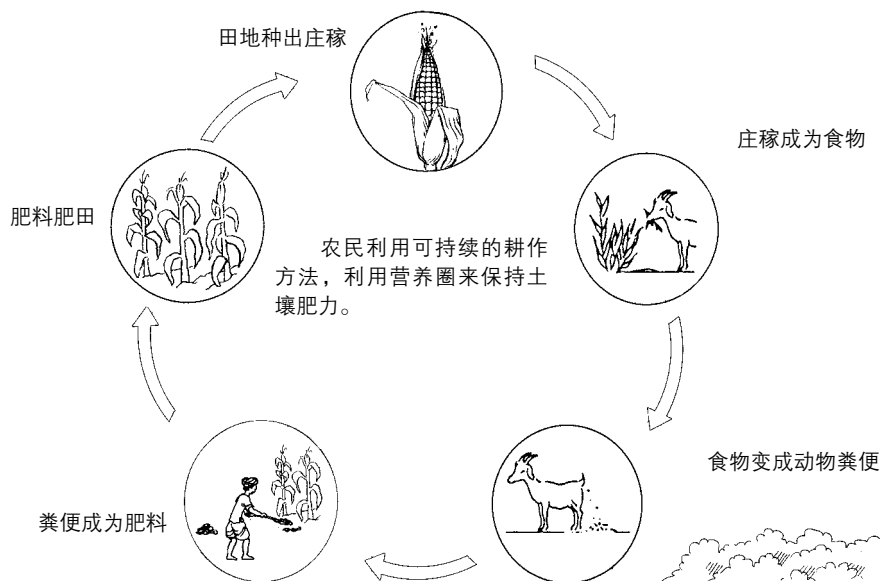 田地种出庄稼
庄稼成为食物
肥料肥田
农民利用可持续的耕作
方法，利用营养圈来保持土
壤肥力。
食物变成动物粪便
粪便成为肥料